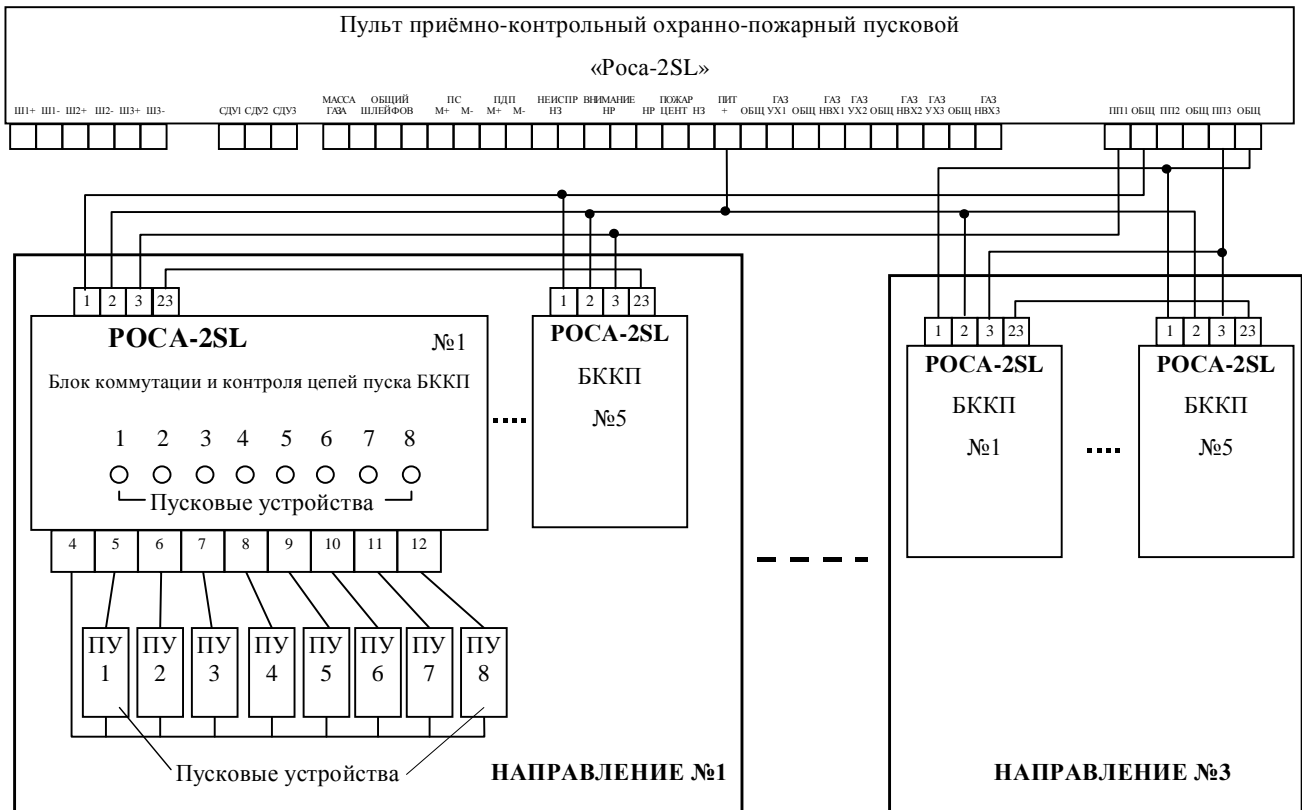 Пульт приёмно-контрольный охранно-пожарный пусковой
«Роса-2SL»
МАССА ОБЩИЙ ПС ПДП НЕИСПР ВНИМАНИЕ ПОЖАР ПИТ ГАЗ ГАЗ ГАЗ ГАЗ ГАЗ ГАЗ
Ш1+ Ш1- Ш2+ Ш2- Ш3+ Ш3- СДУ1 СДУ2 СДУ3 ГАЗА ШЛЕЙФОВ М+ М- М+ М- НЗ НР НР ЦЕНТ НЗ + ОБЩ УХ1 ОБЩ НВХ1 УХ2 ОБЩ НВХ2 УХ3 ОБЩ НВХ3 ПП1 ОБЩ ПП2 ОБЩ ПП3 ОБЩ
1 2 3 23
1 2 3 23
1 2 3 23
1 2 3 23
РОСА-2SL №1
Блок коммутации и контроля цепей пуска БККП
1 2 3 4 5 6 7 8
Пусковые устройства
4 5 6 7 8 9 10 11 12
РОСА-2SL
БККП
№5
....
РОСА-2SL
БККП
№1
....
РОСА-2SL
БККП
№5
ПУ ПУ ПУ ПУ ПУ ПУ ПУ ПУ
1 2 3 4 5 6 7 8
Пусковые устройства
НАПРАВЛЕНИЕ №1
НАПРАВЛЕНИЕ №3